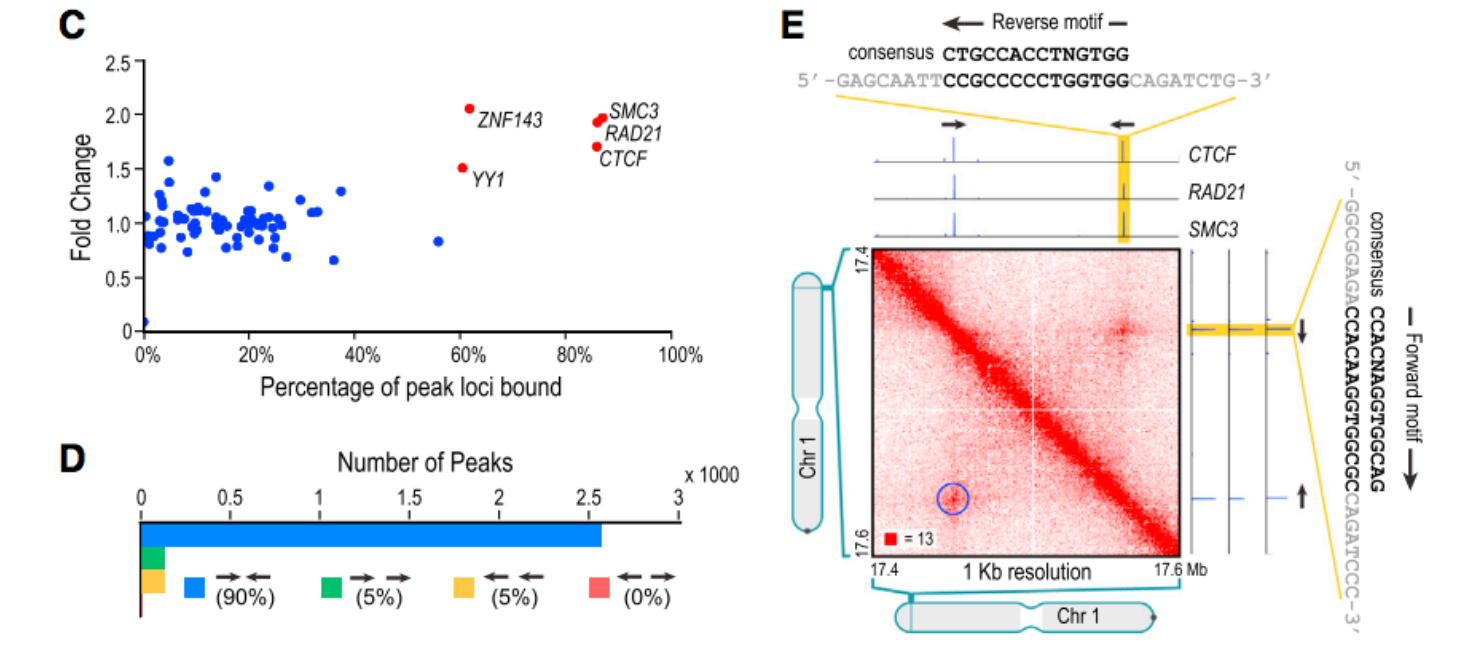 C
2.5
2.0
1.5
1.0
0.5
0
Fold Change
ZNF143
SMC3
RAD21
CTCF
YY1
0%
20%
40%
60%
80%
100%
Percentage of peak loci bound
D
Number of Peaks
x 1000
0
0.5
1
1.5
2
2.5
3
(90%)
(5%)
(5%)
(0%)
E
Reverse motif
consensus CTGCCACCTNGTGG
5′-GAGCAATTCCGCCCCCTGGTGGCAGATCTG-3′
CTCF
RAD21
SMC3
17.4
17.6
Chr 1
= 13
17.4
1 Kb resolution
17.6 Mb
Chr 1
5′-GGCGGAGACCACAAGGTGGCGCCAGATCCC-3′
consensus CCACNAGGTGGCAG
Forward motif